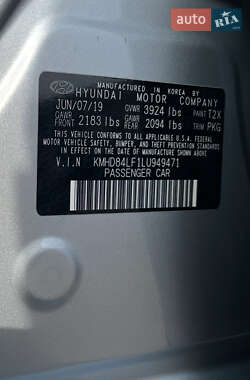 AUTO RIA
MANUFACTURED IN KOREA BY
HYUNDAI MOTOR COMPANY
JUN/07/19 GVWR 3924 lbs PAINT T2X
GAWR FRONT 2183 lbs GAWR REAR 2094 lbs TRIM PKG
THIS VEHICLE CONFORMS TO ALL APPLICABLE U.S. FEDERAL MOTOR
VEHICLE SAFETY, BUMPER, AND THEFT PREVENTION STANDARDS IN
EFFECT ON THE DATE OF MANUFACTURE SHOWN ABOVE.
V.I.N KMHD84LF1LU949471
PASSENGER CAR